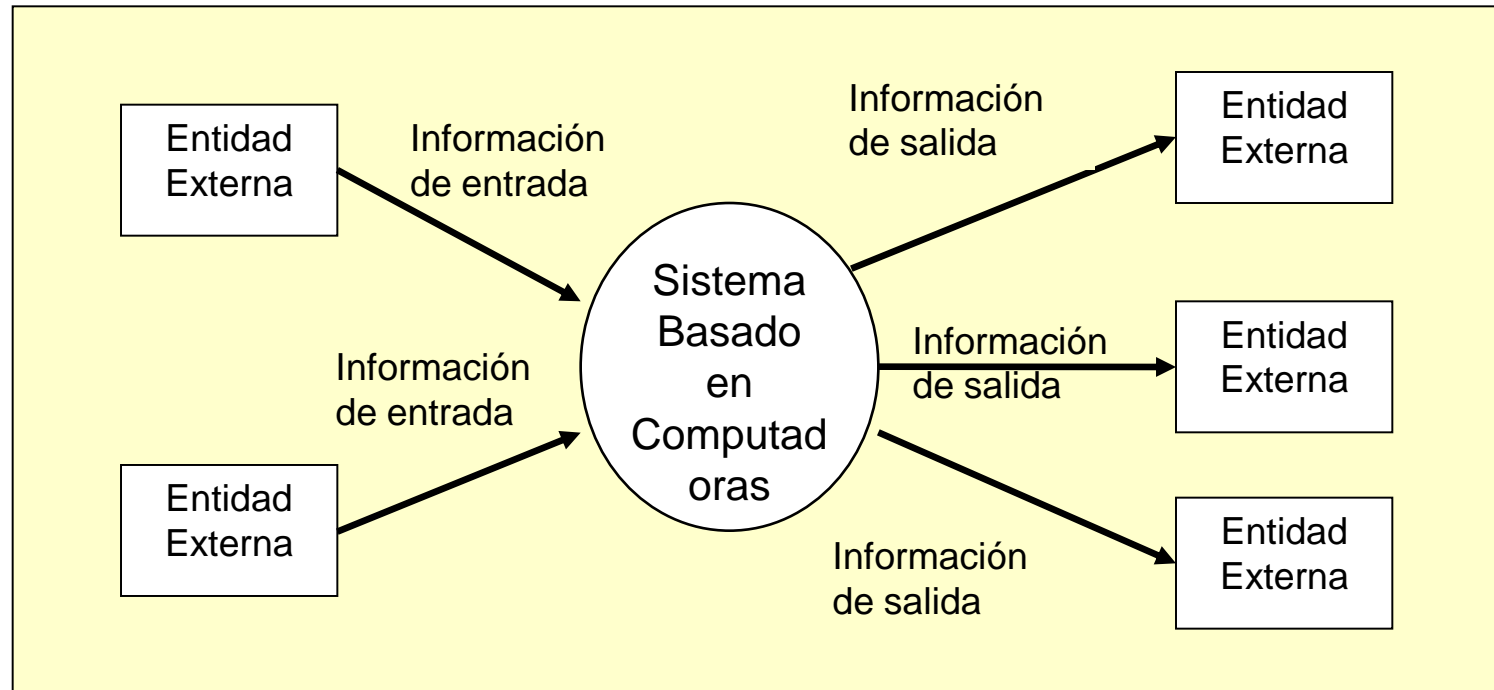 Entidad
Externa
Información
de entrada
Información
de entrada
Entidad
Externa
Sistema
Basado
en
Computad
oras
Información
de salida
Entidad
Externa
Información
de salida
Entidad
Externa
Información
de salida
Entidad
Externa